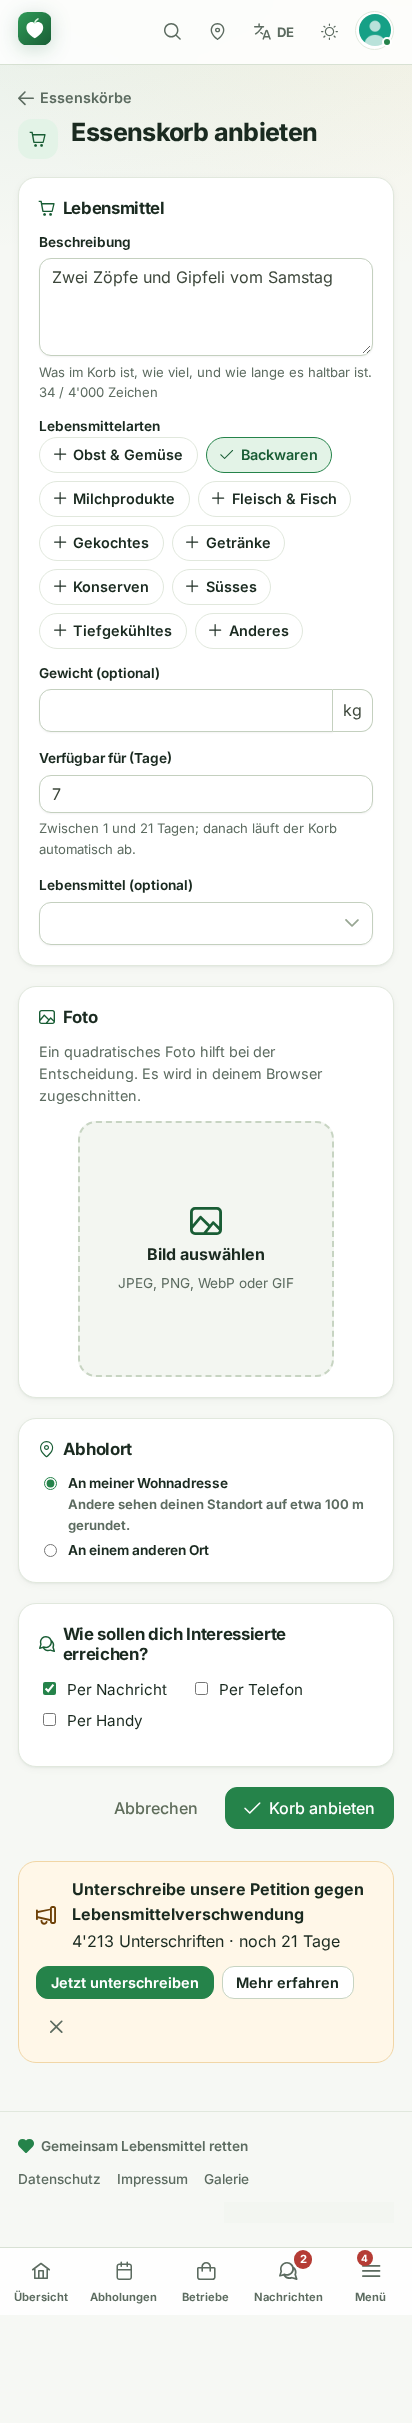 DE
Essenskörbe
Essenskorb anbieten
Lebensmittel
Beschreibung
Zwei Zöpfe und Gipfeli vom Samstag
Was im Korb ist, wie viel, und wie lange es haltbar ist.
34 / 4'000 Zeichen
Lebensmittelarten
Obst & Gemüse
Backwaren
Milchprodukte
Fleisch & Fisch
Gekochtes
Getränke
Konserven
Süsses
Tiefgekühltes
Anderes
Gewicht (optional)
kg
Verfügbar für (Tage)
7
Zwischen 1 und 21 Tagen; danach läuft der Korb
automatisch ab.
Lebensmittel (optional)
Foto
Ein quadratisches Foto hilft bei der
Entscheidung. Es wird in deinem Browser
zugeschnitten.
Bild auswählen
JPEG, PNG, WebP oder GIF
Abholort
An meiner Wohnadresse
Andere sehen deinen Standort auf etwa 100 m
gerundet.
An einem anderen Ort
Wie sollen dich Interessierte
erreichen?
Per Nachricht
Per Telefon
Per Handy
Abbrechen
Korb anbieten
Unterschreibe unsere Petition gegen
Lebensmittelverschwendung
4'213 Unterschriften · noch 21 Tage
Jetzt unterschreiben
Mehr erfahren
Gemeinsam Lebensmittel retten
Datenschutz
Impressum
Galerie
2
4
Übersicht
Abholungen
Betriebe
Nachrichten
Menü